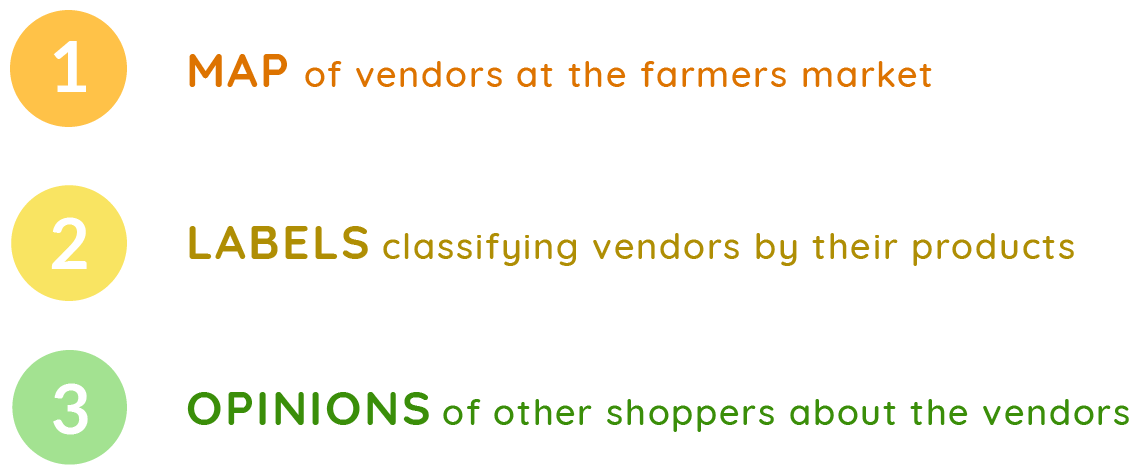 1 MAP of vendors at the farmers market
2 LABELS classifying vendors by their products
3 OPINIONS of other shoppers about the vendors